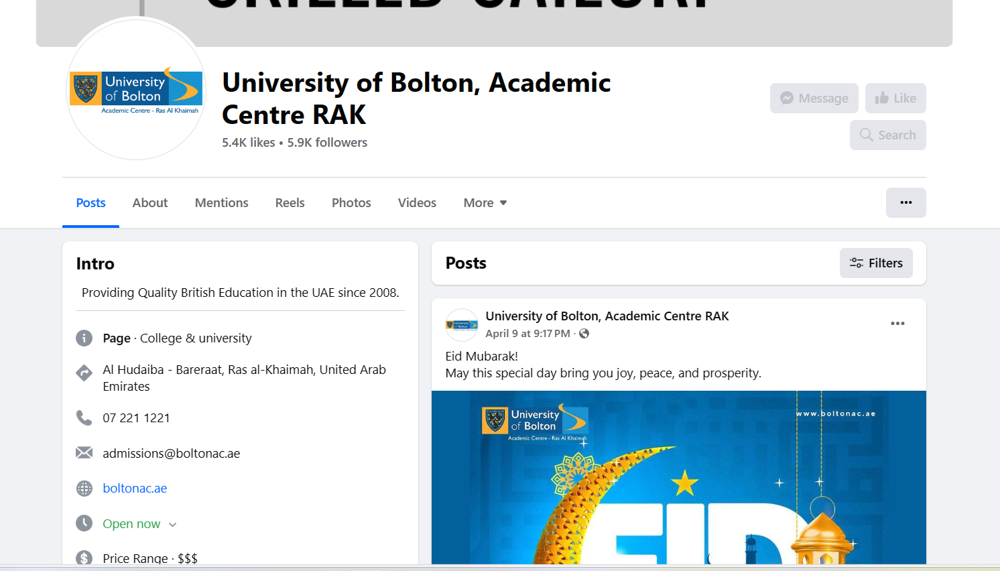 University
of Bolton
Academic Centre - Ras Al Khaimah
University of Bolton, Academic
Centre RAK
5.4K likes • 5.9K followers
Message
Like
Search
Posts
About
Mentions
Reels
Photos
Videos
More
Intro
Providing Quality British Education in the UAE since 2008.
Page · College & university
Al Hudaiba - Bareraat, Ras al-Khaimah, United Arab
Emirates
07 221 1221
admissions@boltonac.ae
boltonac.ae
Open now
Price Range · $$$
Posts
Filters
University of Bolton, Academic Centre RAK
April 9 at 9:17 PM ·
Eid Mubarak!
May this special day bring you joy, peace, and prosperity.
University
of Bolton
Academic Centre - Ras Al Khaimah
www.boltonac.ae
EID